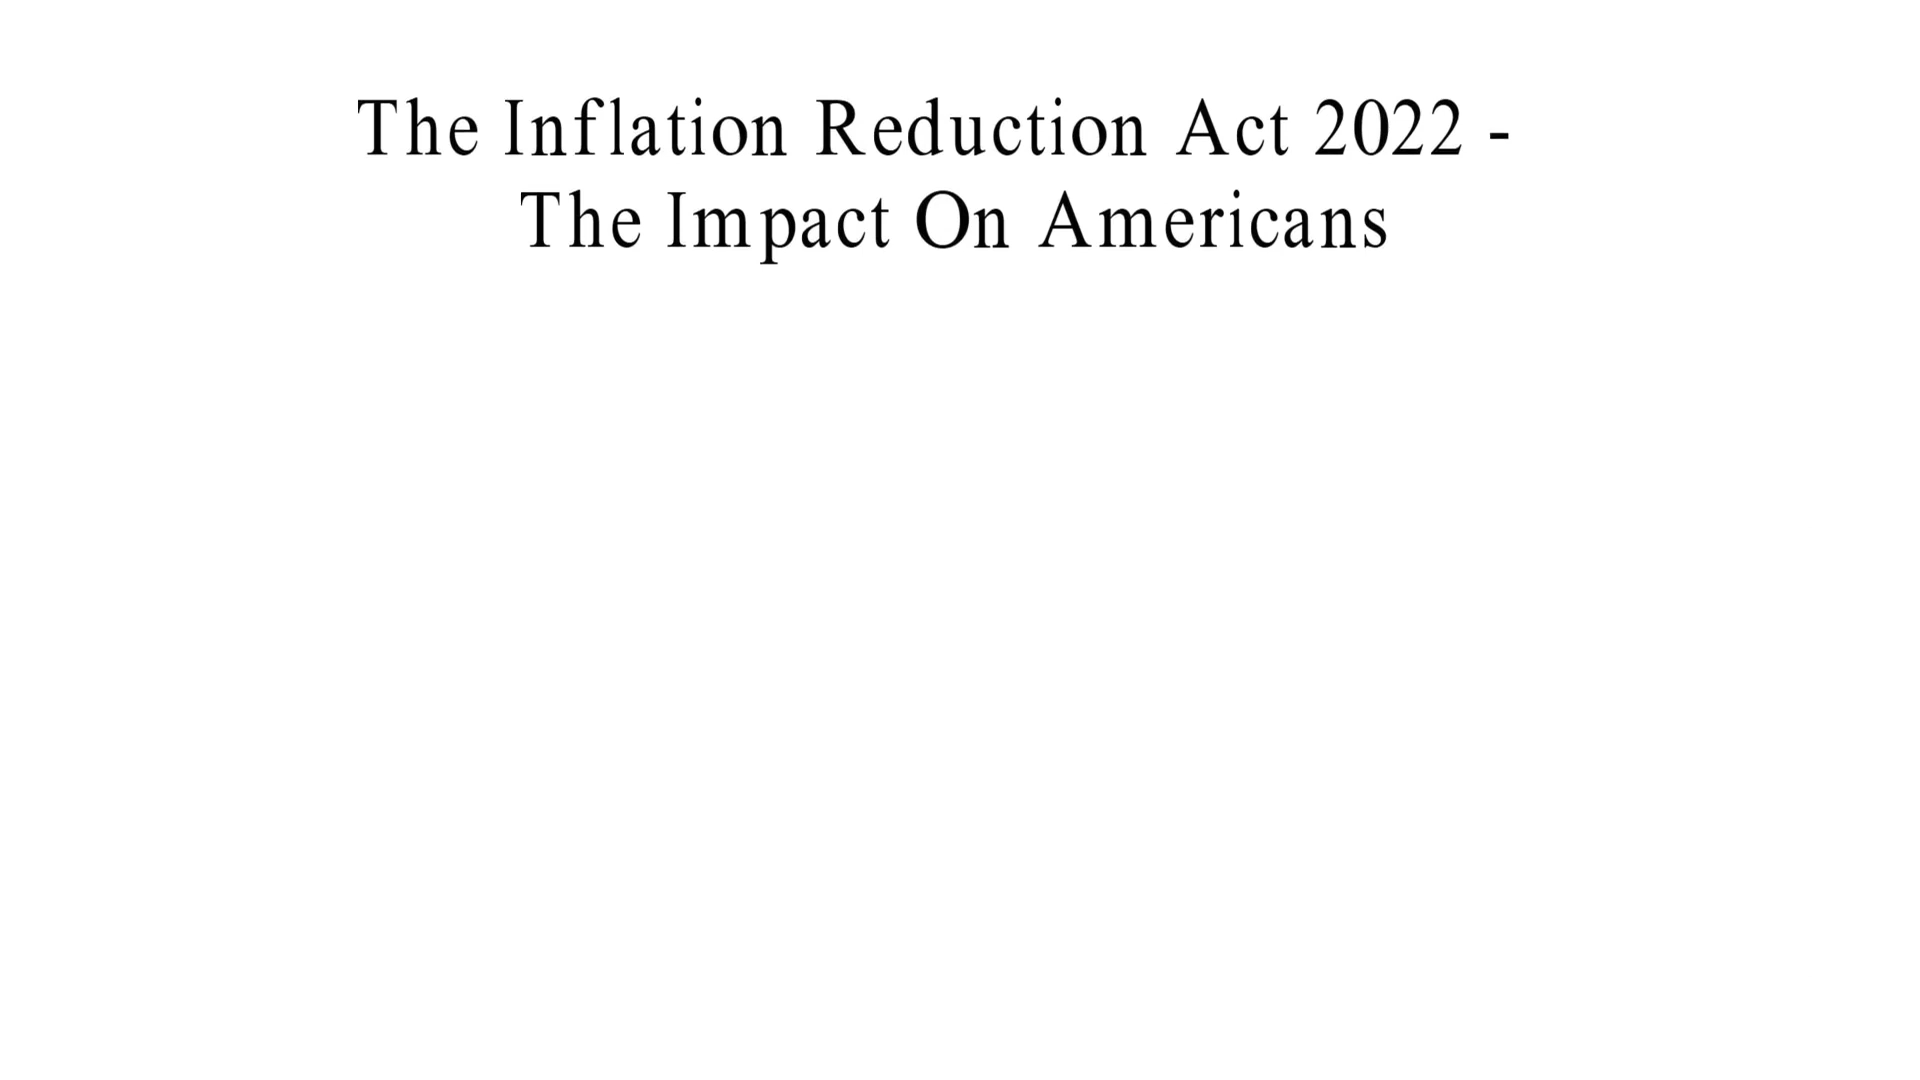 The Inflation Reduction Act 2022 -
The Impact On Americans